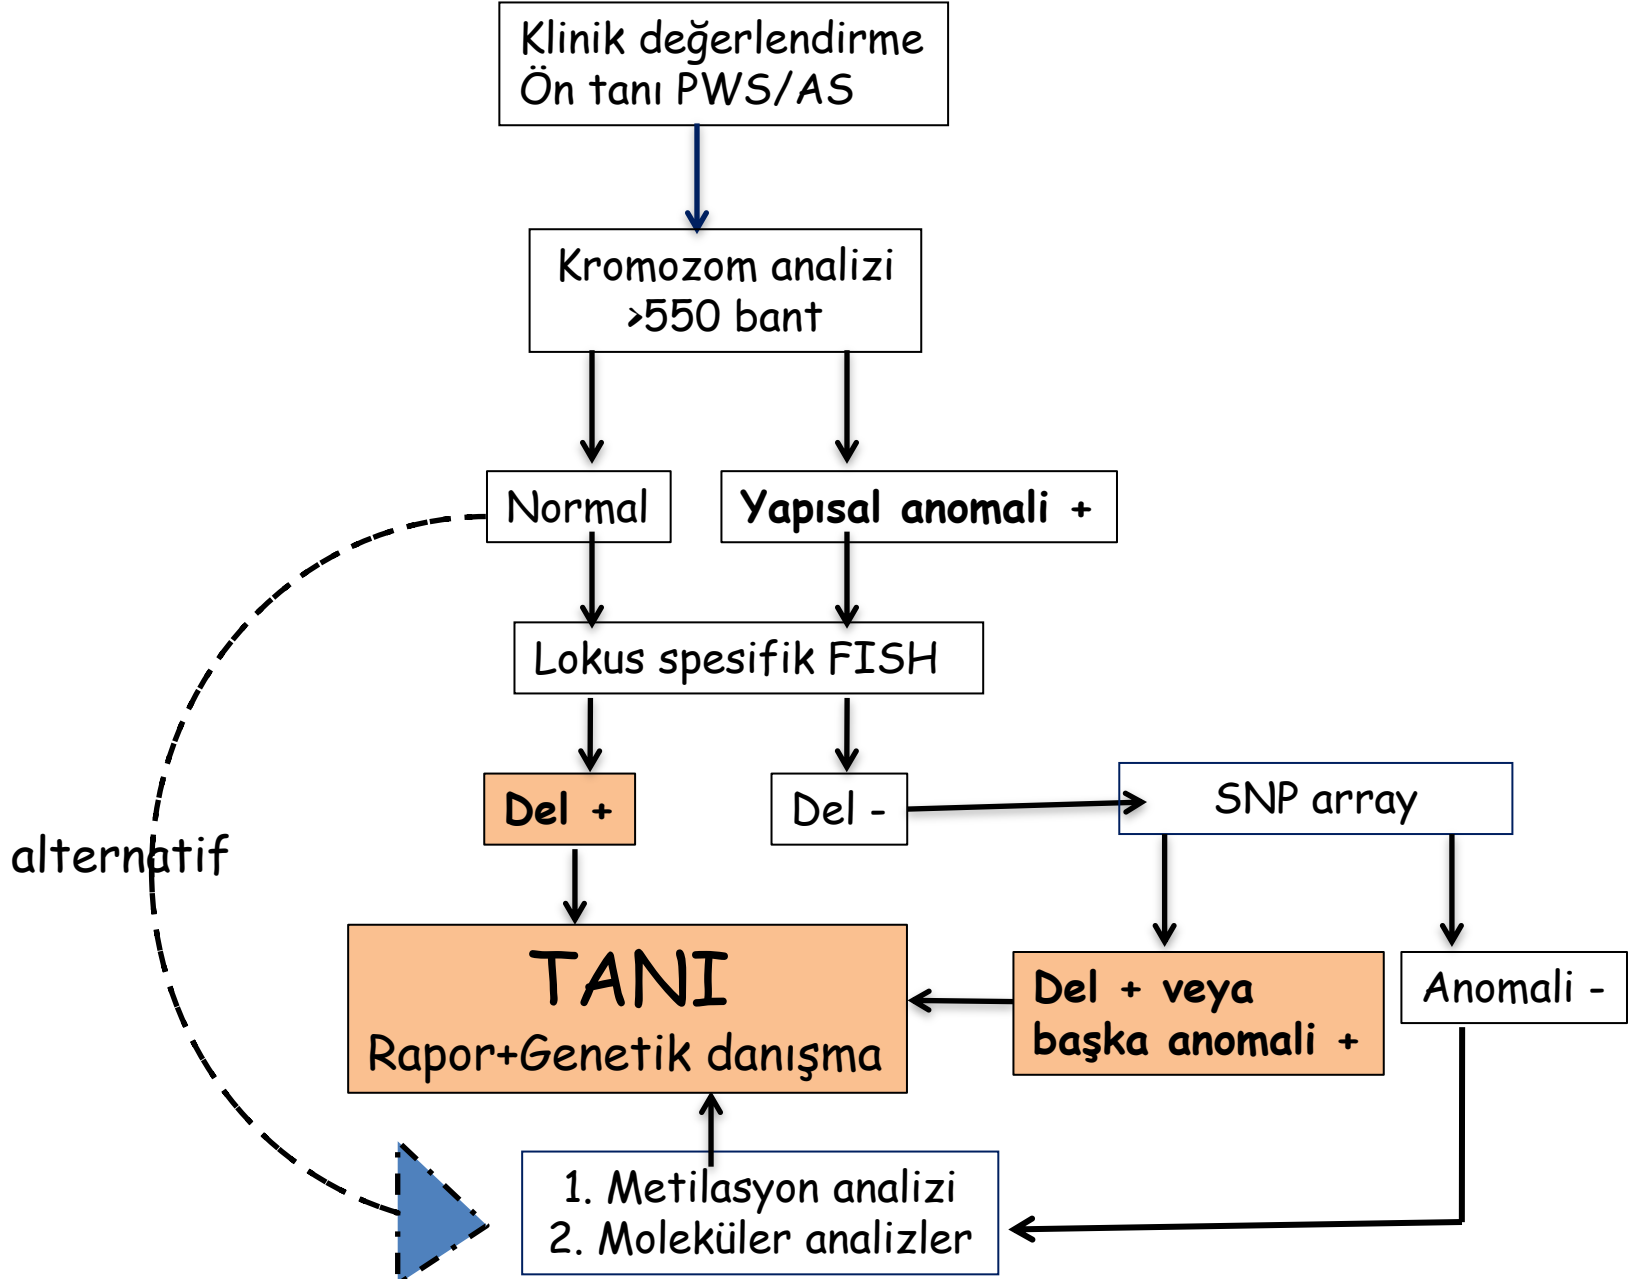 Klinik değerlendirme
Ön tanı PWS/AS
Kromozom analizi
>550 bant
Normal
Yapısal anomali +
Lokus spesifik FISH
Del +
Del -
SNP array
alternatif
TANI
Rapor+Genetik danışma
Del + veya
başka anomali +
Anomali -
1. Metilasyon analizi
2. Moleküler analizler